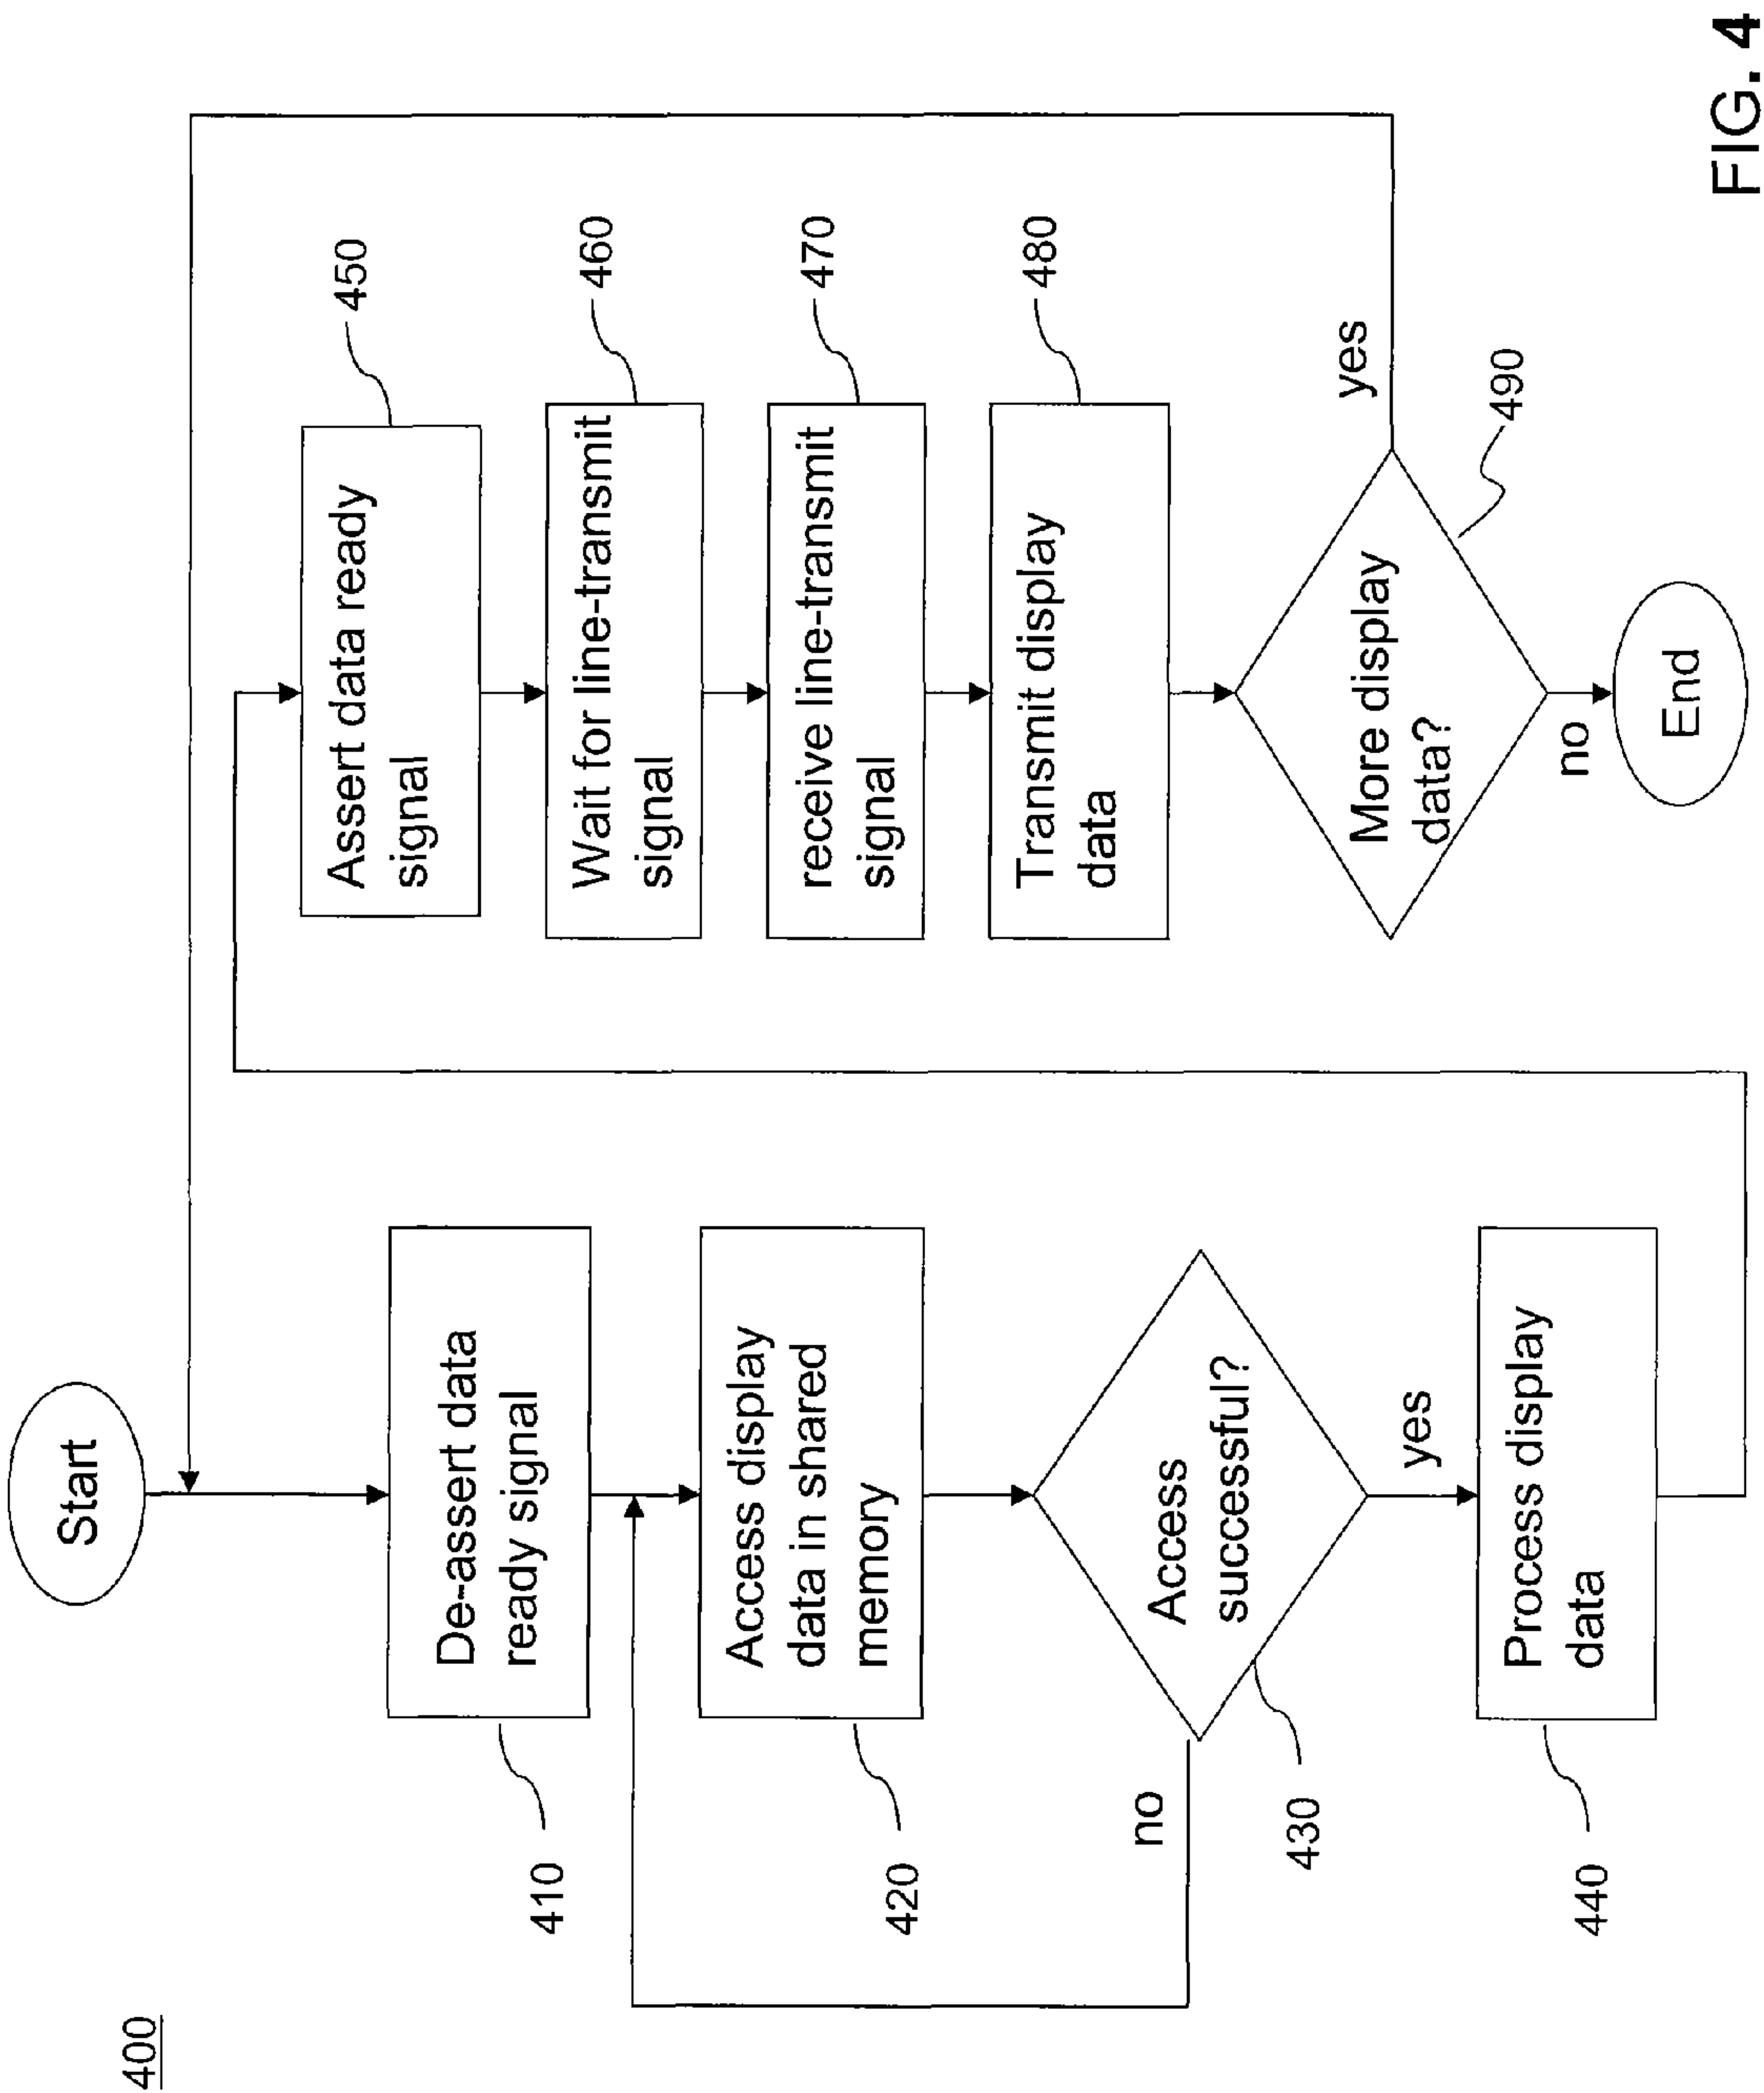 400
Start
410
De-assert data
ready signal
420
Access display
data in shared
memory
430
Access
successful?
no
yes
440
Process display
data
450
Assert data ready
signal
460
Wait for line-transmit
signal
470
receive line-transmit
signal
480
Transmit display
data
490
More display
data?
yes
no
End
FIG. 4